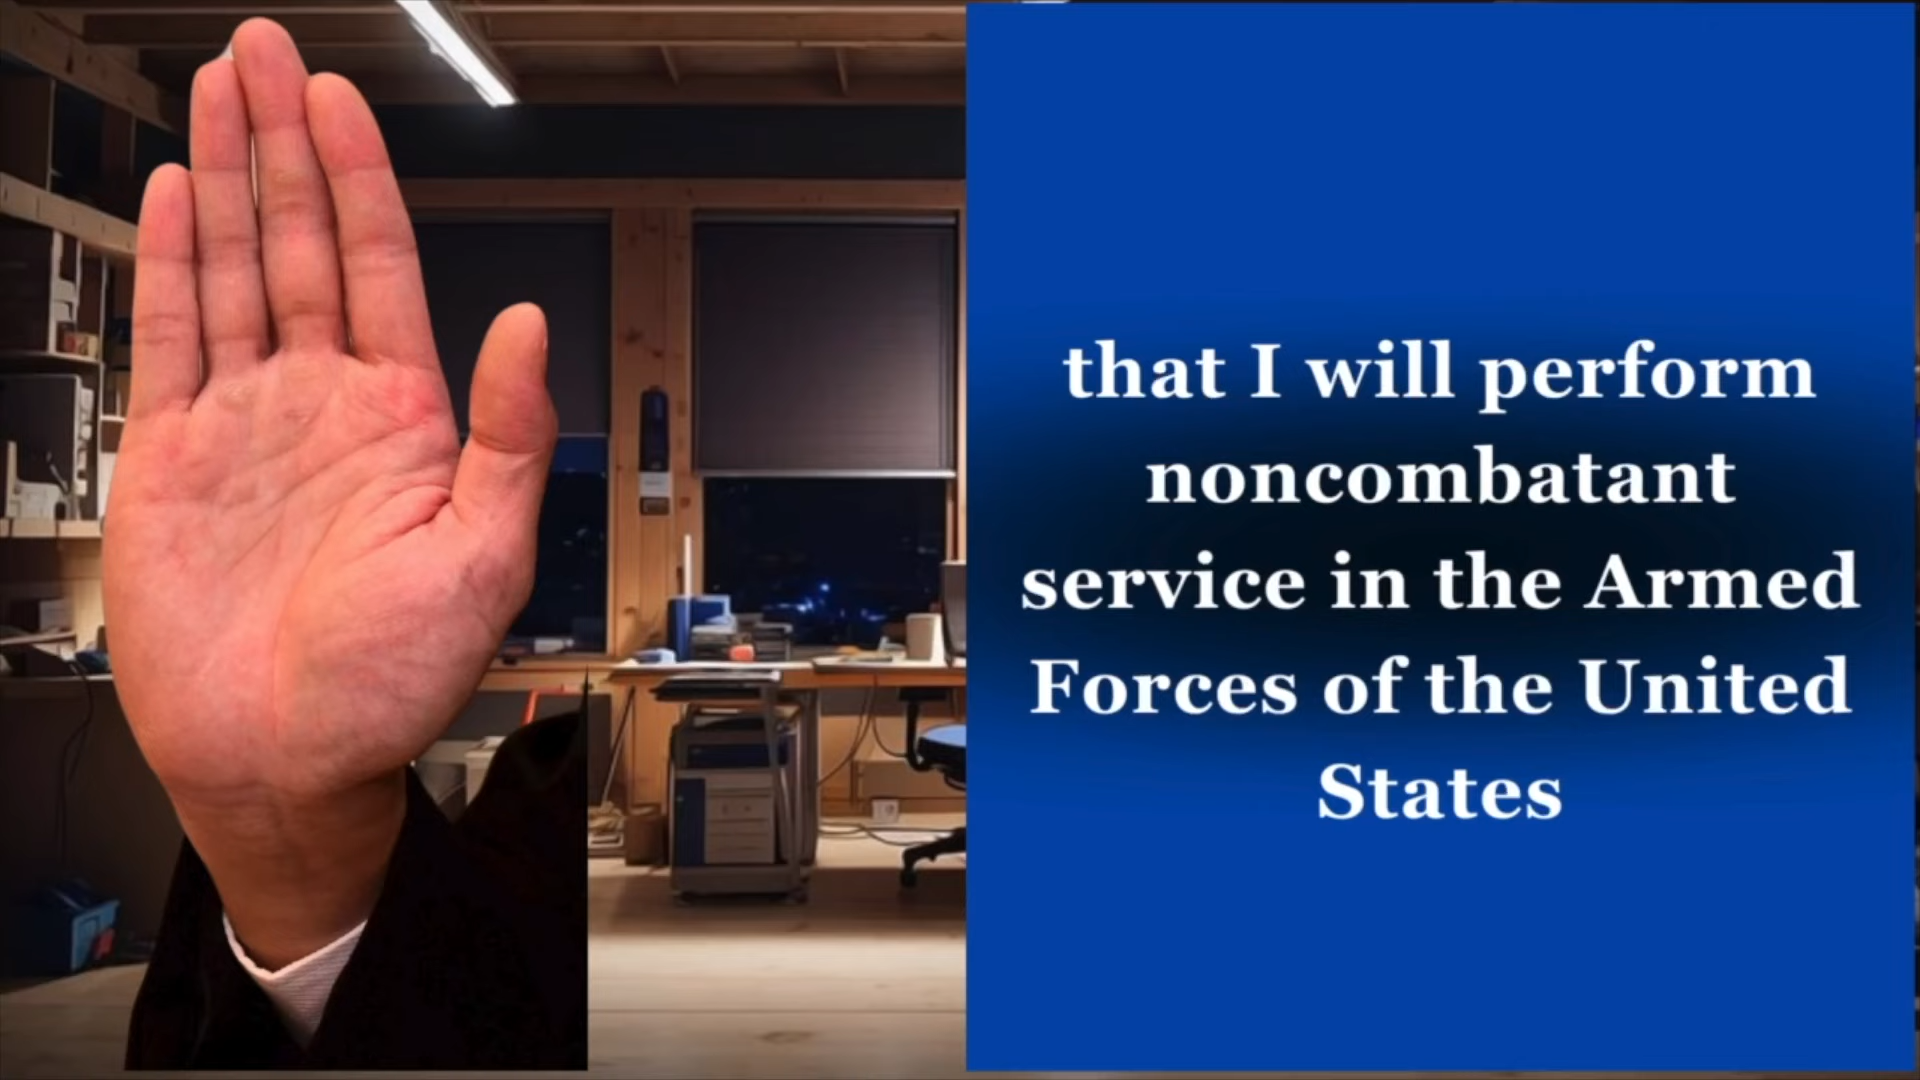 that I will perform
noncombatant
service in the Armed
Forces of the United
States